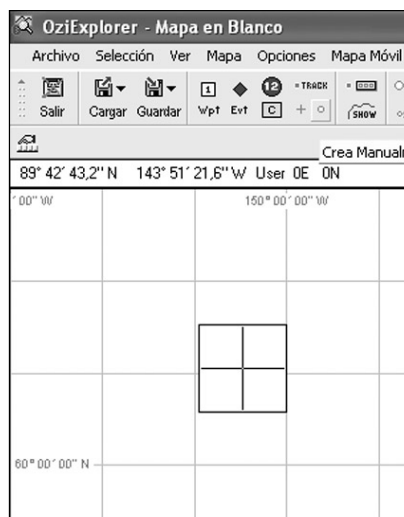 OziExplorer - Mapa en Blanco
Archivo Selección Ver Mapa Opciones Mapa Móvil
Salir Cargar Guardar Wpt Evt C + SHOW
1 12 TRACK
Crea Manual
89° 42´ 43,2" N 143° 51´ 21,6" W User 0E 0N
´ 00" W 150° 00´ 00" W
60° 00´ 00" N